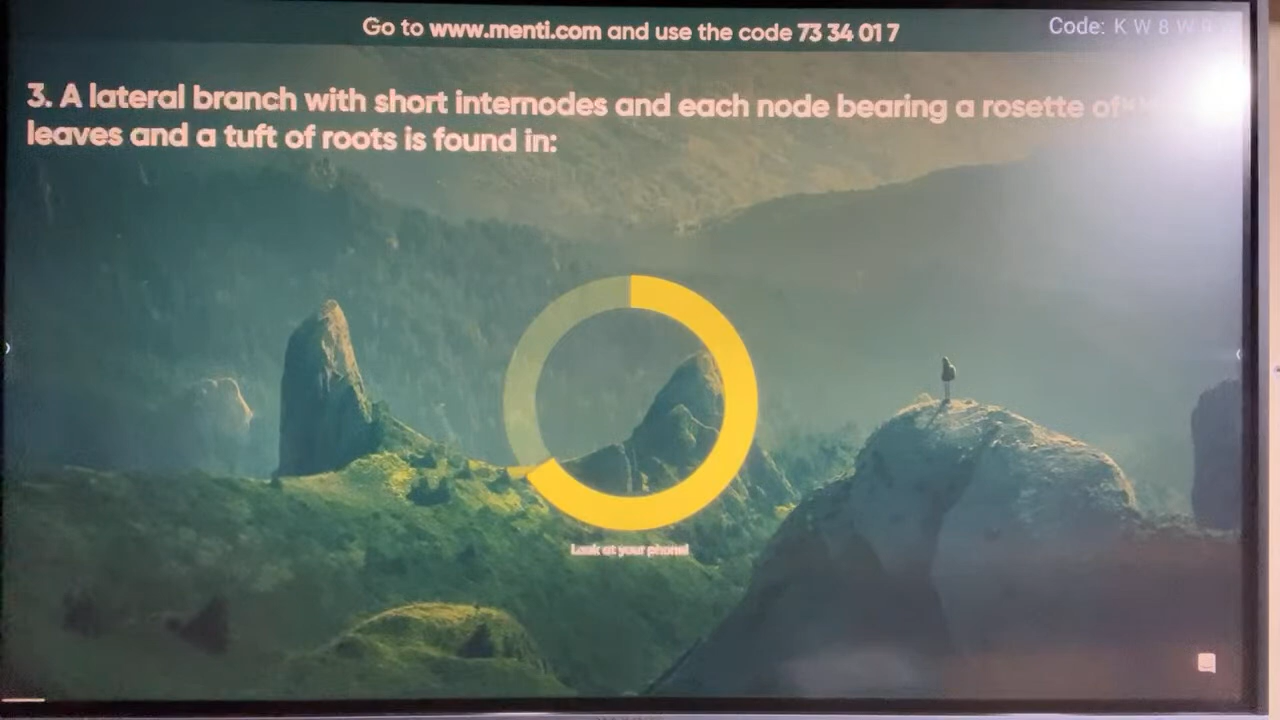 Go to www.menti.com and use the code 73 34 01 7
Code: K W 8 W
3. A lateral branch with short internodes and each node bearing a rosette of
leaves and a tuft of roots is found in:
Look at your phone!